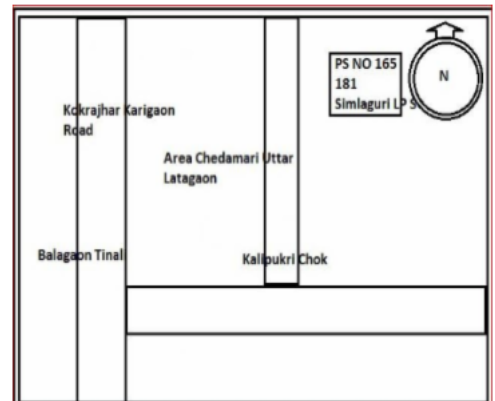 PS NO 165
181
Simlaguri LP S
N
Kokrajhar Karigaon
Road
Area Chedamari Uttar
Latagaon
Balagaon Tinali
Kalipukri Chok